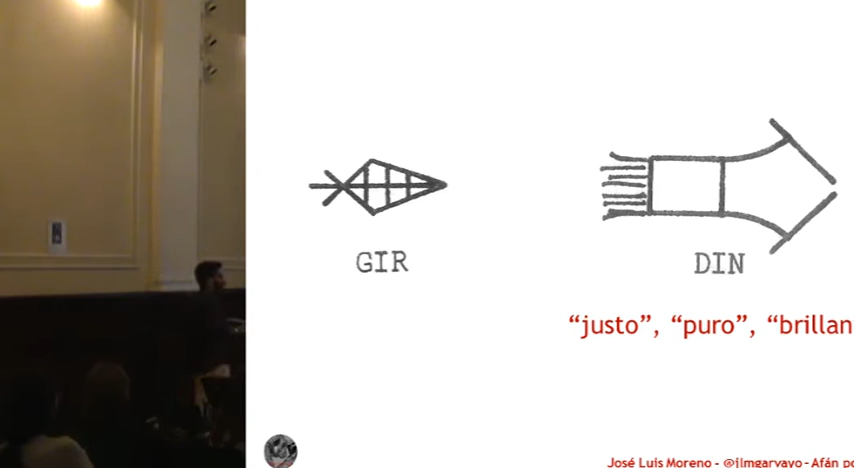 GIR
DIN
“justo”, “puro”, “brillan
José Luis Moreno - @jlmgarvayo - Afán po